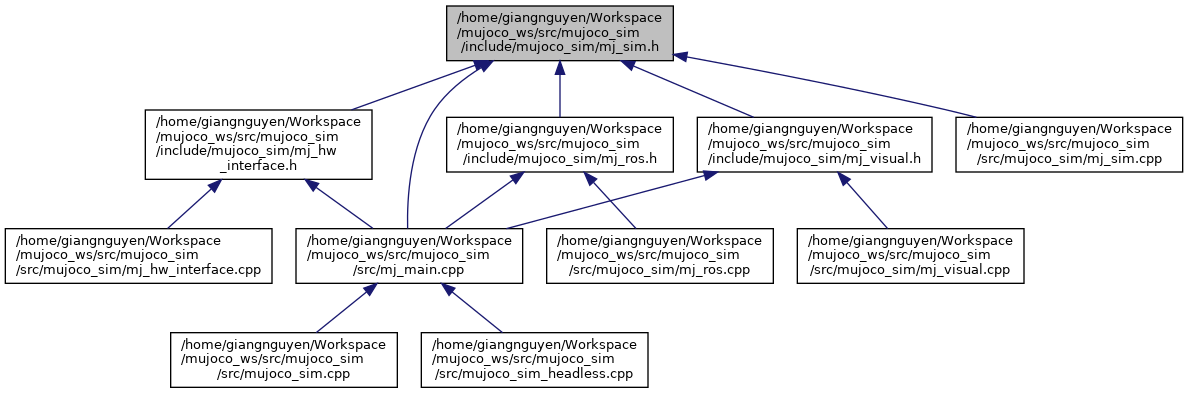 /home/giangnguyen/Workspace
/mujoco_ws/src/mujoco_sim
/include/mujoco_sim/mj_sim.h
/home/giangnguyen/Workspace
/mujoco_ws/src/mujoco_sim
/include/mujoco_sim/mj_hw
_interface.h
/home/giangnguyen/Workspace
/mujoco_ws/src/mujoco_sim
/include/mujoco_sim/mj_ros.h
/home/giangnguyen/Workspace
/mujoco_ws/src/mujoco_sim
/include/mujoco_sim/mj_visual.h
/home/giangnguyen/Workspace
/mujoco_ws/src/mujoco_sim
/src/mujoco_sim/mj_sim.cpp
/home/giangnguyen/Workspace
/mujoco_ws/src/mujoco_sim
/src/mujoco_sim/mj_hw_interface.cpp
/home/giangnguyen/Workspace
/mujoco_ws/src/mujoco_sim
/src/mj_main.cpp
/home/giangnguyen/Workspace
/mujoco_ws/src/mujoco_sim
/src/mujoco_sim/mj_ros.cpp
/home/giangnguyen/Workspace
/mujoco_ws/src/mujoco_sim
/src/mujoco_sim/mj_visual.cpp
/home/giangnguyen/Workspace
/mujoco_ws/src/mujoco_sim
/src/mujoco_sim.cpp
/home/giangnguyen/Workspace
/mujoco_ws/src/mujoco_sim
/src/mujoco_sim_headless.cpp